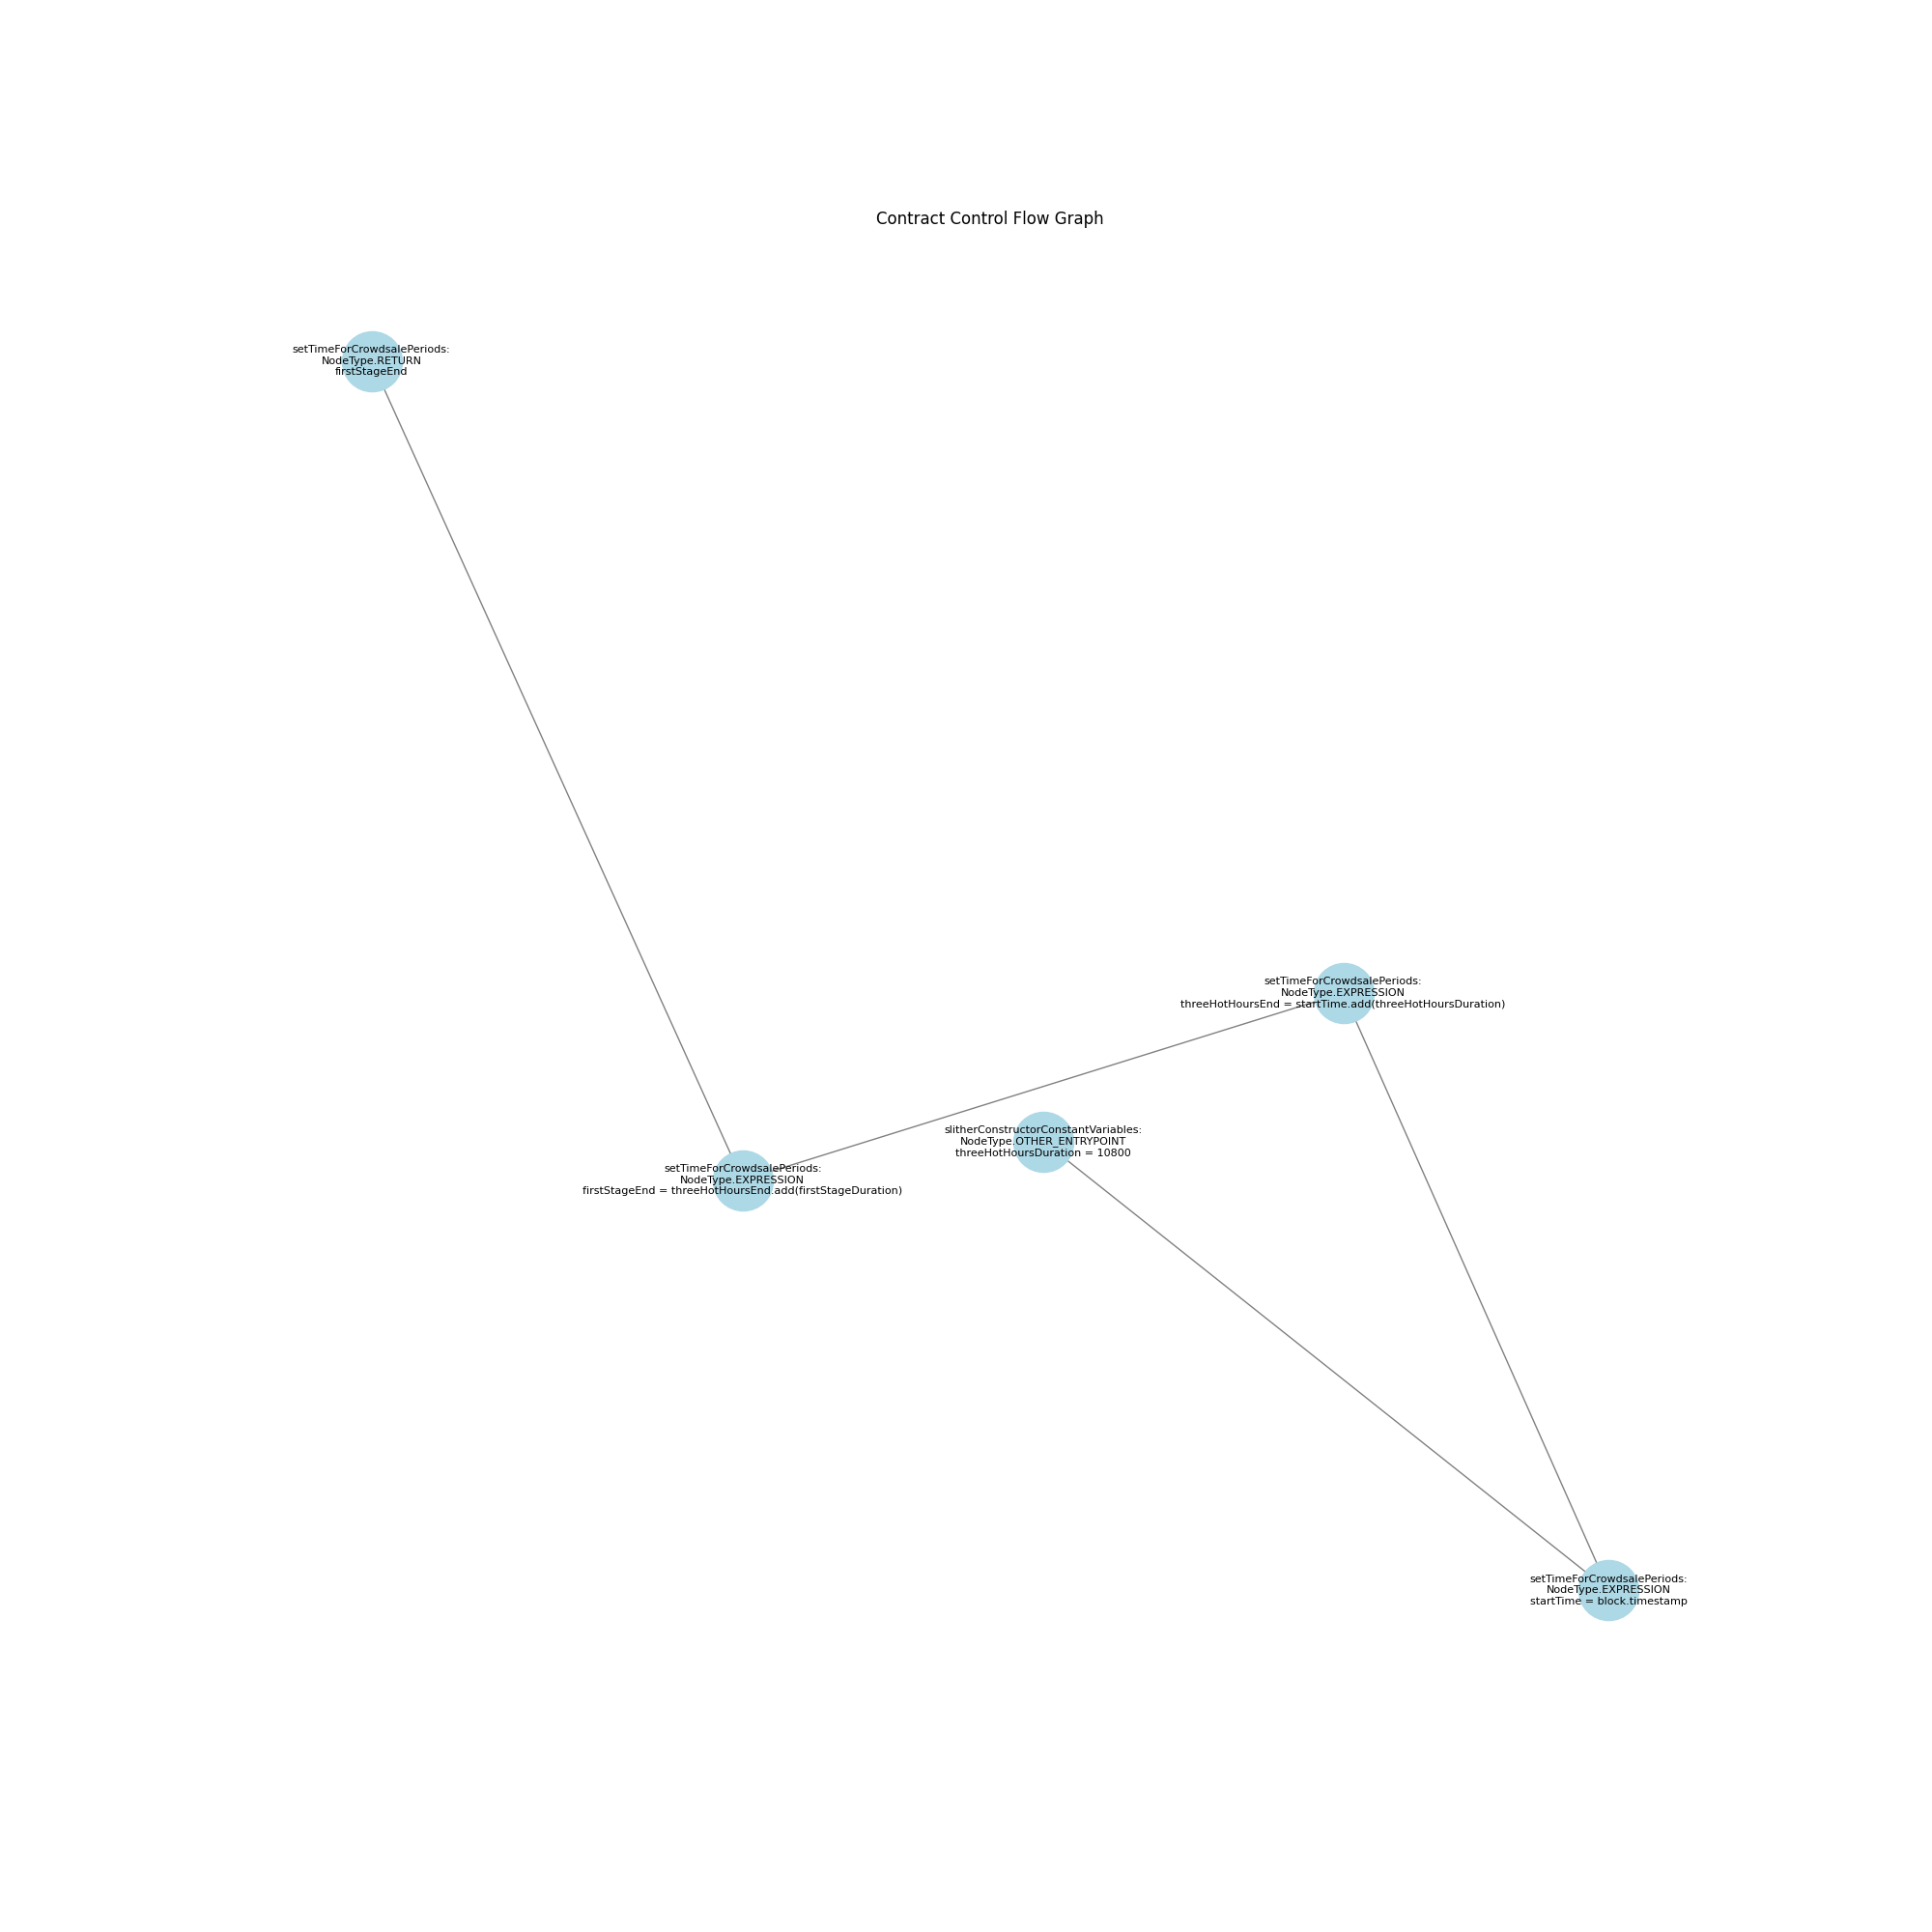 Contract Control Flow Graph
setTimeForCrowdsalePeriods:
NodeType.RETURN
firstStageEnd
setTimeForCrowdsalePeriods:
NodeType.EXPRESSION
threeHotHoursEnd = startTime.add(threeHotHoursDuration)
slitherConstructorConstantVariables:
NodeType.OTHER_ENTRYPOINT
threeHotHoursDuration = 10800
setTimeForCrowdsalePeriods:
NodeType.EXPRESSION
firstStageEnd = threeHotHoursEnd.add(firstStageDuration)
setTimeForCrowdsalePeriods:
NodeType.EXPRESSION
startTime = block.timestamp